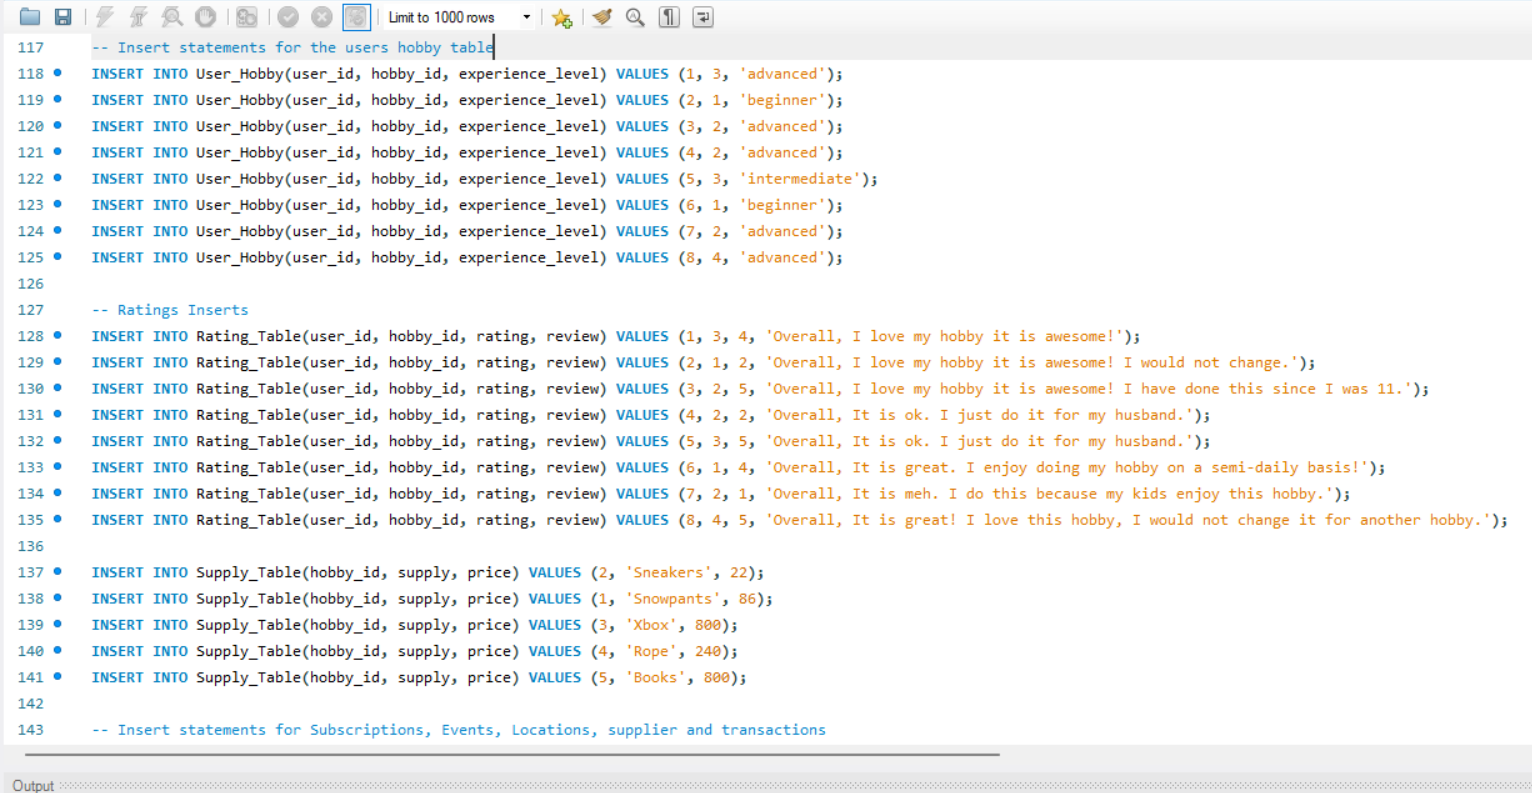 Limit to 1000 rows
117 -- Insert statements for the users hobby table
118 INSERT INTO User_Hobby(user_id, hobby_id, experience_level) VALUES (1, 3, 'advanced');
119 INSERT INTO User_Hobby(user_id, hobby_id, experience_level) VALUES (2, 1, 'beginner');
120 INSERT INTO User_Hobby(user_id, hobby_id, experience_level) VALUES (3, 2, 'advanced');
121 INSERT INTO User_Hobby(user_id, hobby_id, experience_level) VALUES (4, 2, 'advanced');
122 INSERT INTO User_Hobby(user_id, hobby_id, experience_level) VALUES (5, 3, 'intermediate');
123 INSERT INTO User_Hobby(user_id, hobby_id, experience_level) VALUES (6, 1, 'beginner');
124 INSERT INTO User_Hobby(user_id, hobby_id, experience_level) VALUES (7, 2, 'advanced');
125 INSERT INTO User_Hobby(user_id, hobby_id, experience_level) VALUES (8, 4, 'advanced');
126
127 -- Ratings Inserts
128 INSERT INTO Rating_Table(user_id, hobby_id, rating, review) VALUES (1, 3, 4, 'Overall, I love my hobby it is awesome!');
129 INSERT INTO Rating_Table(user_id, hobby_id, rating, review) VALUES (2, 1, 2, 'Overall, I love my hobby it is awesome! I would not change.');
130 INSERT INTO Rating_Table(user_id, hobby_id, rating, review) VALUES (3, 2, 5, 'Overall, I love my hobby it is awesome! I have done this since I was 11.');
131 INSERT INTO Rating_Table(user_id, hobby_id, rating, review) VALUES (4, 2, 2, 'Overall, It is ok. I just do it for my husband.');
132 INSERT INTO Rating_Table(user_id, hobby_id, rating, review) VALUES (5, 3, 5, 'Overall, It is ok. I just do it for my husband.');
133 INSERT INTO Rating_Table(user_id, hobby_id, rating, review) VALUES (6, 1, 4, 'Overall, It is great. I enjoy doing my hobby on a semi-daily basis!');
134 INSERT INTO Rating_Table(user_id, hobby_id, rating, review) VALUES (7, 2, 1, 'Overall, It is meh. I do this because my kids enjoy this hobby.');
135 INSERT INTO Rating_Table(user_id, hobby_id, rating, review) VALUES (8, 4, 5, 'Overall, It is great! I love this hobby, I would not change it for another hobby.');
136
137 INSERT INTO Supply_Table(hobby_id, supply, price) VALUES (2, 'Sneakers', 22);
138 INSERT INTO Supply_Table(hobby_id, supply, price) VALUES (1, 'Snowpants', 86);
139 INSERT INTO Supply_Table(hobby_id, supply, price) VALUES (3, 'Xbox', 800);
140 INSERT INTO Supply_Table(hobby_id, supply, price) VALUES (4, 'Rope', 240);
141 INSERT INTO Supply_Table(hobby_id, supply, price) VALUES (5, 'Books', 800);
142
143 -- Insert statements for Subscriptions, Events, Locations, supplier and transactions
Output